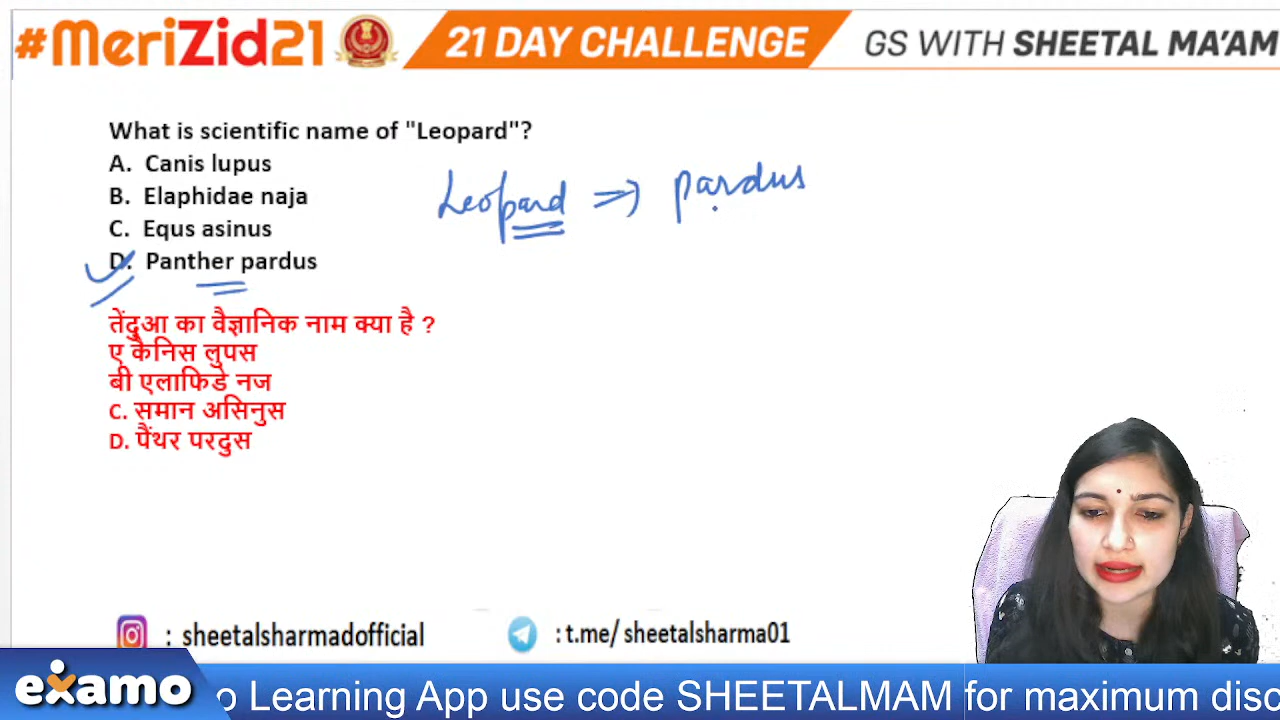 #MeriZid21
21 DAY CHALLENGE
GS WITH SHEETAL MA'AM
What is scientific name of "Leopard"?
A. Canis lupus
B. Elaphidae naja
C. Equs asinus
D. Panther pardus
Leopard => pardus
तेंदुआ का वैज्ञानिक नाम क्या है ?
ए कैनिस लुपस
बी एलाफिडे नज
C. समान असिनुस
D. पैंथर परदुस
: sheetalsharmadofficial
: t.me/ sheetalsharma01
examo
o Learning App use code SHEETALMAM for maximum disc